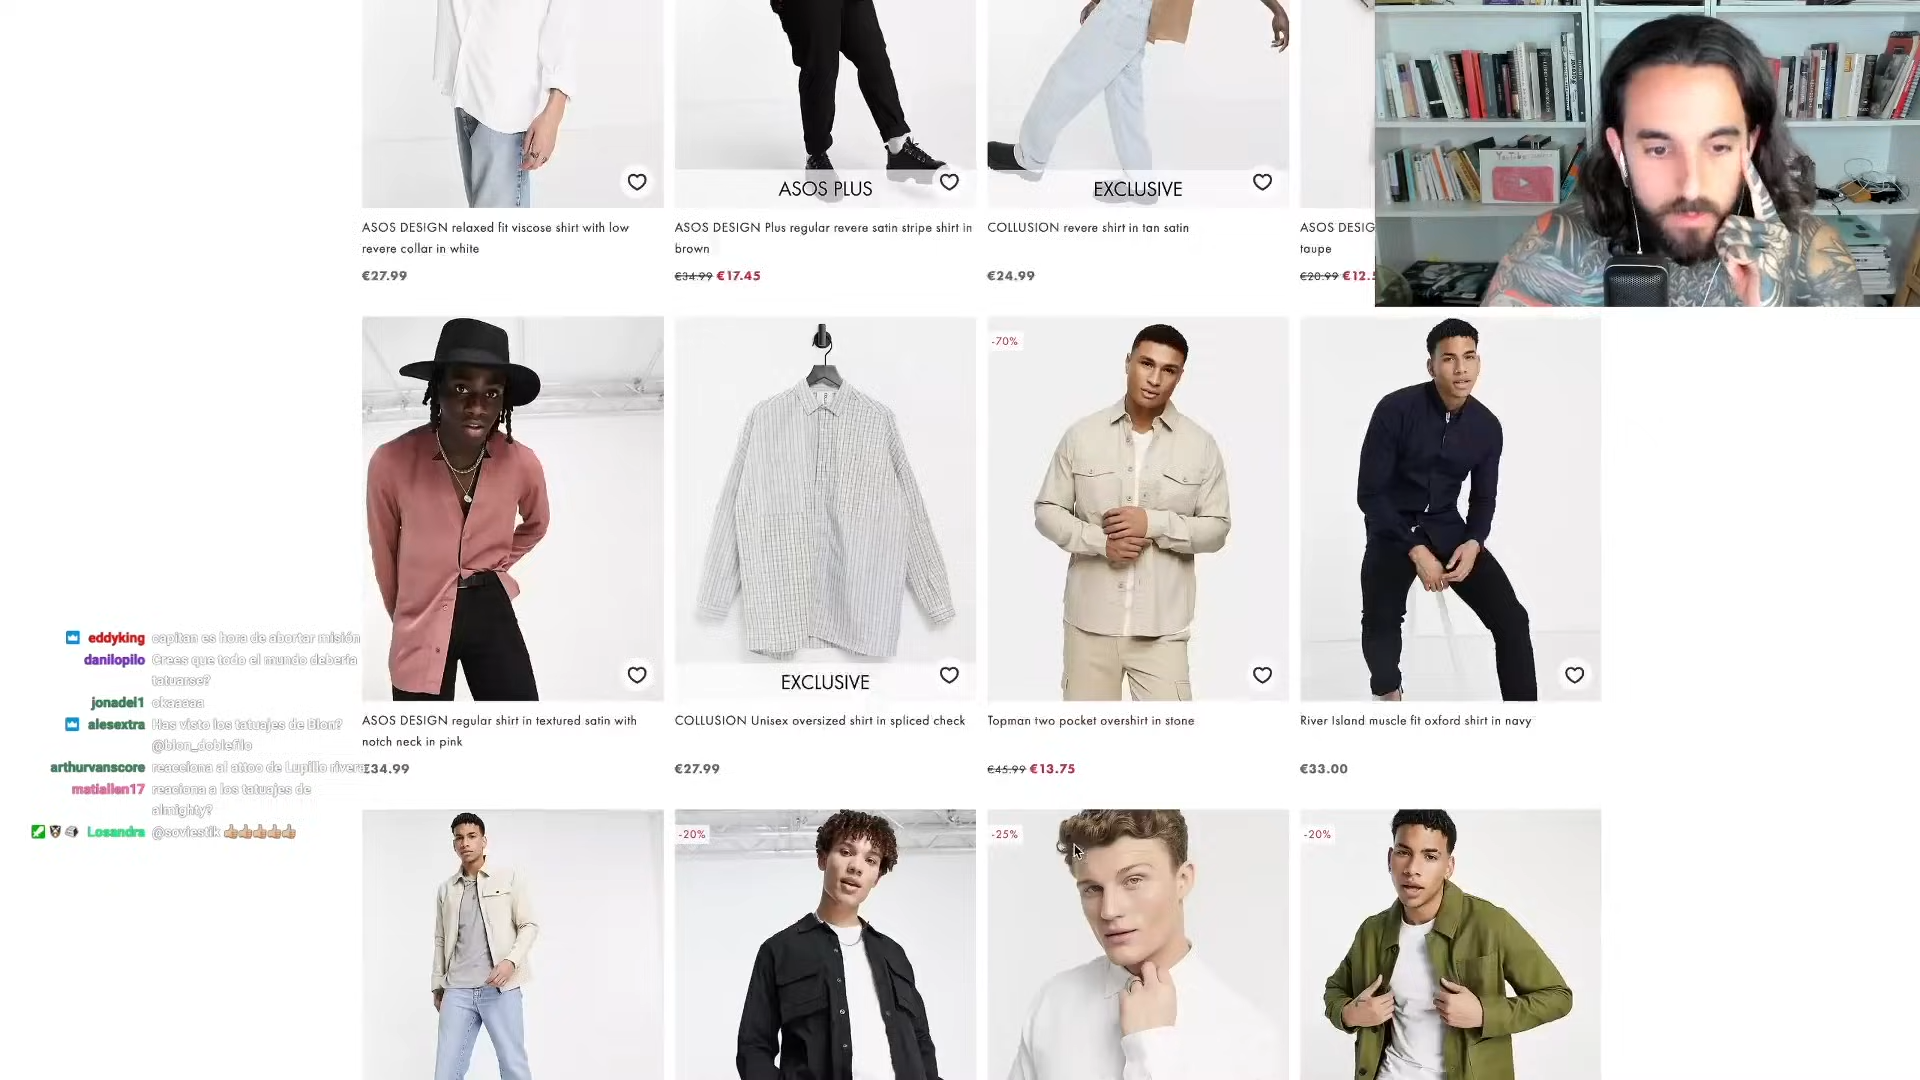 ASOS PLUS
EXCLUSIVE
ASOS DESIGN relaxed fit viscose shirt with low
revere collar in white
€27.99
ASOS DESIGN Plus regular revere satin stripe shirt in
brown
€34.99 €17.45
COLLUSION revere shirt in tan satin
€24.99
ASOS DESIG
taupe
€20.99 €12.5
-70%
EXCLUSIVE
ASOS DESIGN regular shirt in textured satin with
notch neck in pink
€34.99
COLLUSION Unisex oversized shirt in spliced check
€27.99
Topman two pocket overshirt in stone
€45.99 €13.75
River Island muscle fit oxford shirt in navy
€33.00
-20%
-25%
-20%
eddyking capitan es hora de abortar misión
danilopilo Crees que todo el mundo debería
tatuarse?
jonadel1 okaaaaa
alesextra Has visto los tatuajes de Blon?
@blon_doblefilo
arthurvanscore reacciona al attoo de Lupillo rivera
matiallen17 reaciona a los tatuajes de
almighty?
Losandra @soviestik 👍👍👍👍👍